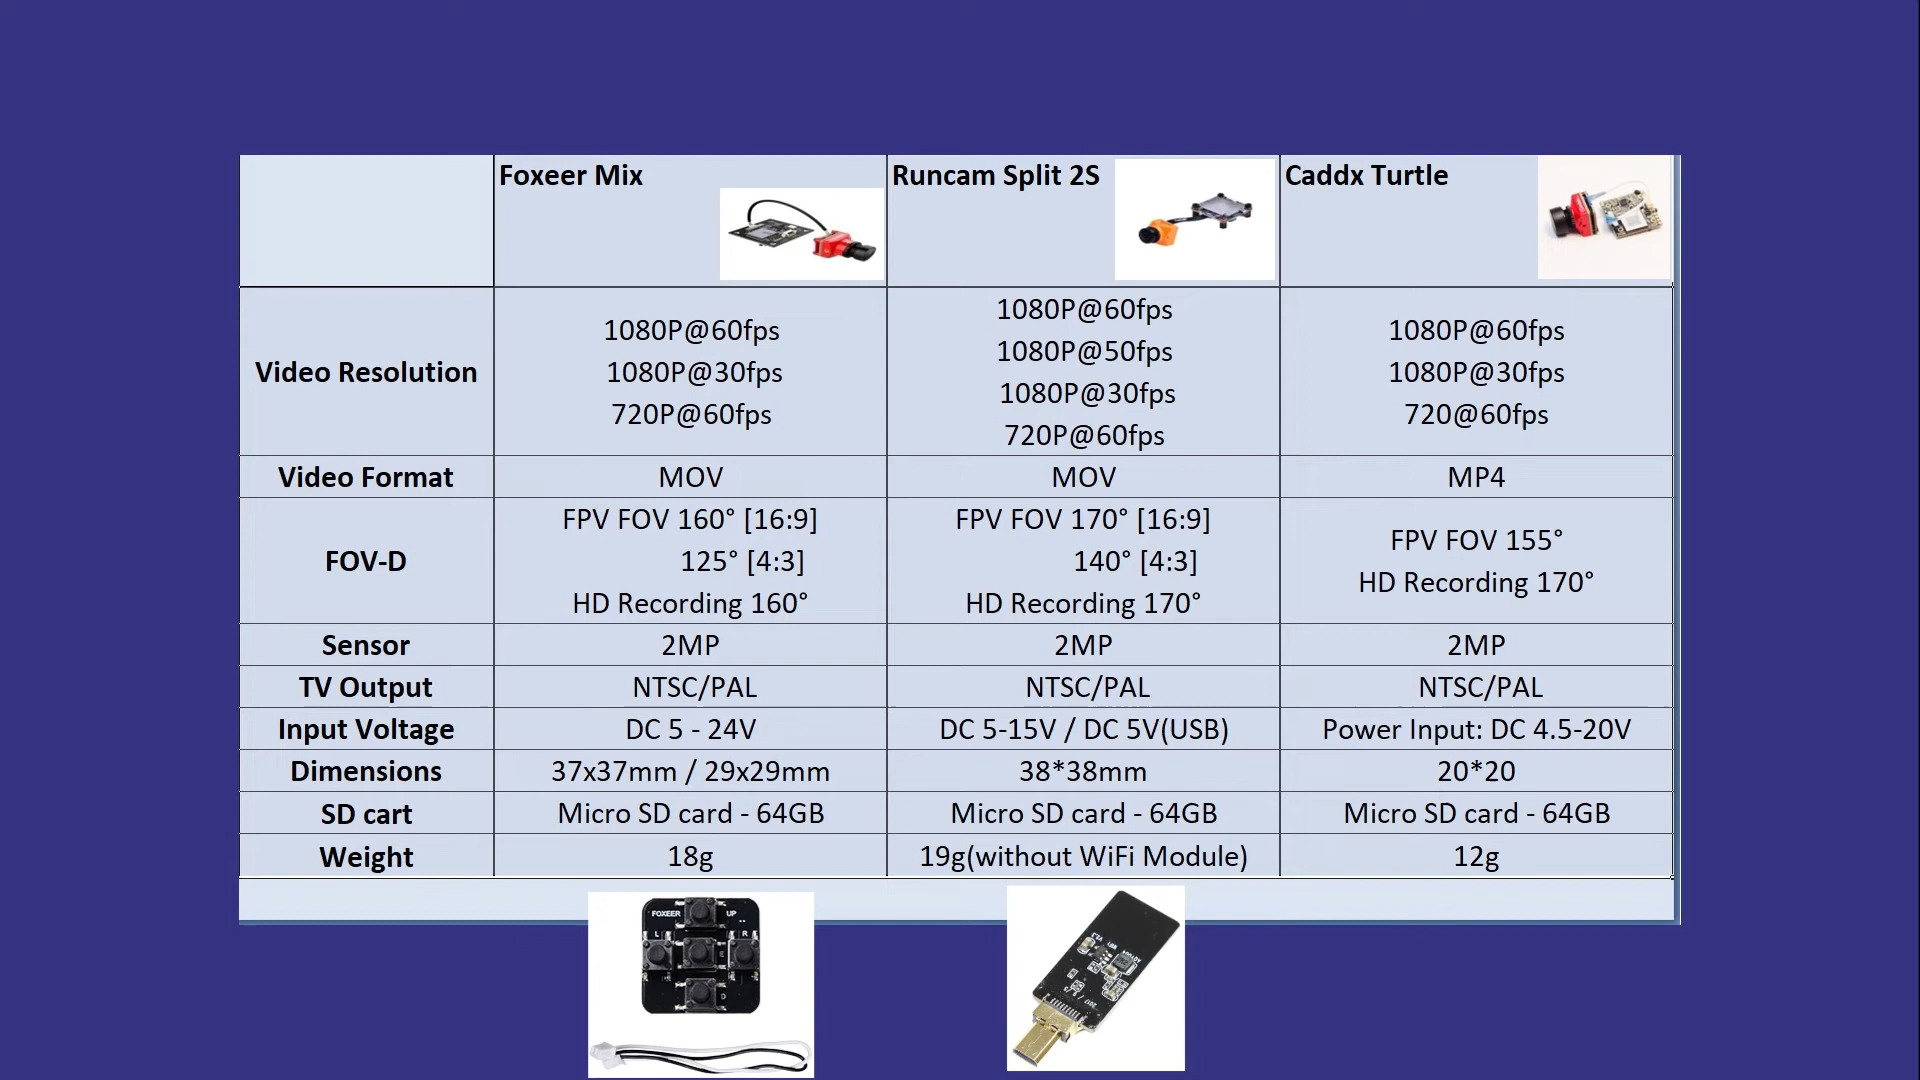 Foxeer Mix
Runcam Split 2S
Caddx Turtle
Video Resolution
1080P@60fps
1080P@30fps
720P@60fps
1080P@60fps
1080P@50fps
1080P@30fps
720P@60fps
1080P@60fps
1080P@30fps
720@60fps
Video Format
MOV
MOV
MP4
FOV-D
FPV FOV 160° [16:9]
125° [4:3]
HD Recording 160°
FPV FOV 170° [16:9]
140° [4:3]
HD Recording 170°
FPV FOV 155°
HD Recording 170°
Sensor
2MP
2MP
2MP
TV Output
NTSC/PAL
NTSC/PAL
NTSC/PAL
Input Voltage
DC 5 - 24V
DC 5-15V / DC 5V(USB)
Power Input: DC 4.5-20V
Dimensions
37x37mm / 29x29mm
38*38mm
20*20
SD cart
Micro SD card - 64GB
Micro SD card - 64GB
Micro SD card - 64GB
Weight
18g
19g(without WiFi Module)
12g
FOXEER UP
L R
E
WiFi